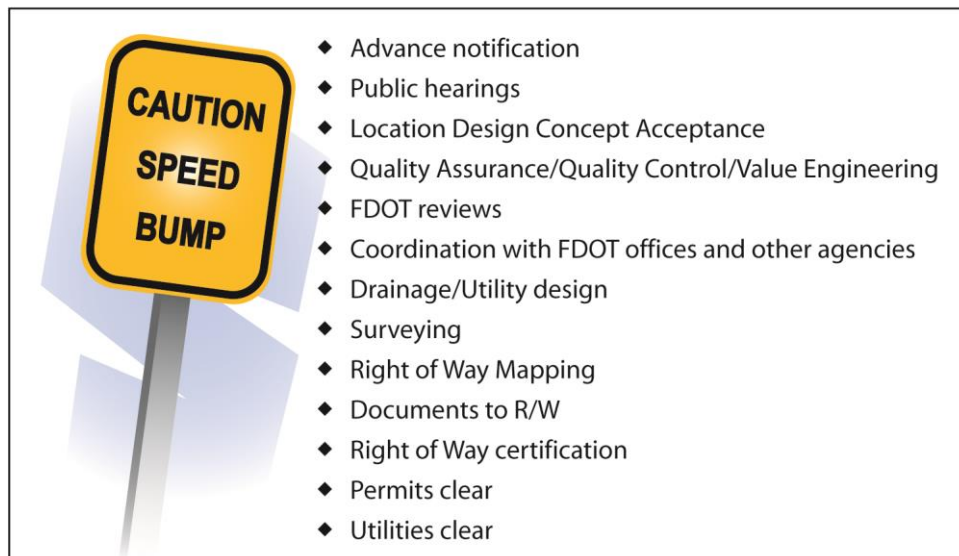 CAUTION
SPEED
BUMP
◆ Advance notification
◆ Public hearings
◆ Location Design Concept Acceptance
◆ Quality Assurance/Quality Control/Value Engineering
◆ FDOT reviews
◆ Coordination with FDOT offices and other agencies
◆ Drainage/Utility design
◆ Surveying
◆ Right of Way Mapping
◆ Documents to R/W
◆ Right of Way certification
◆ Permits clear
◆ Utilities clear